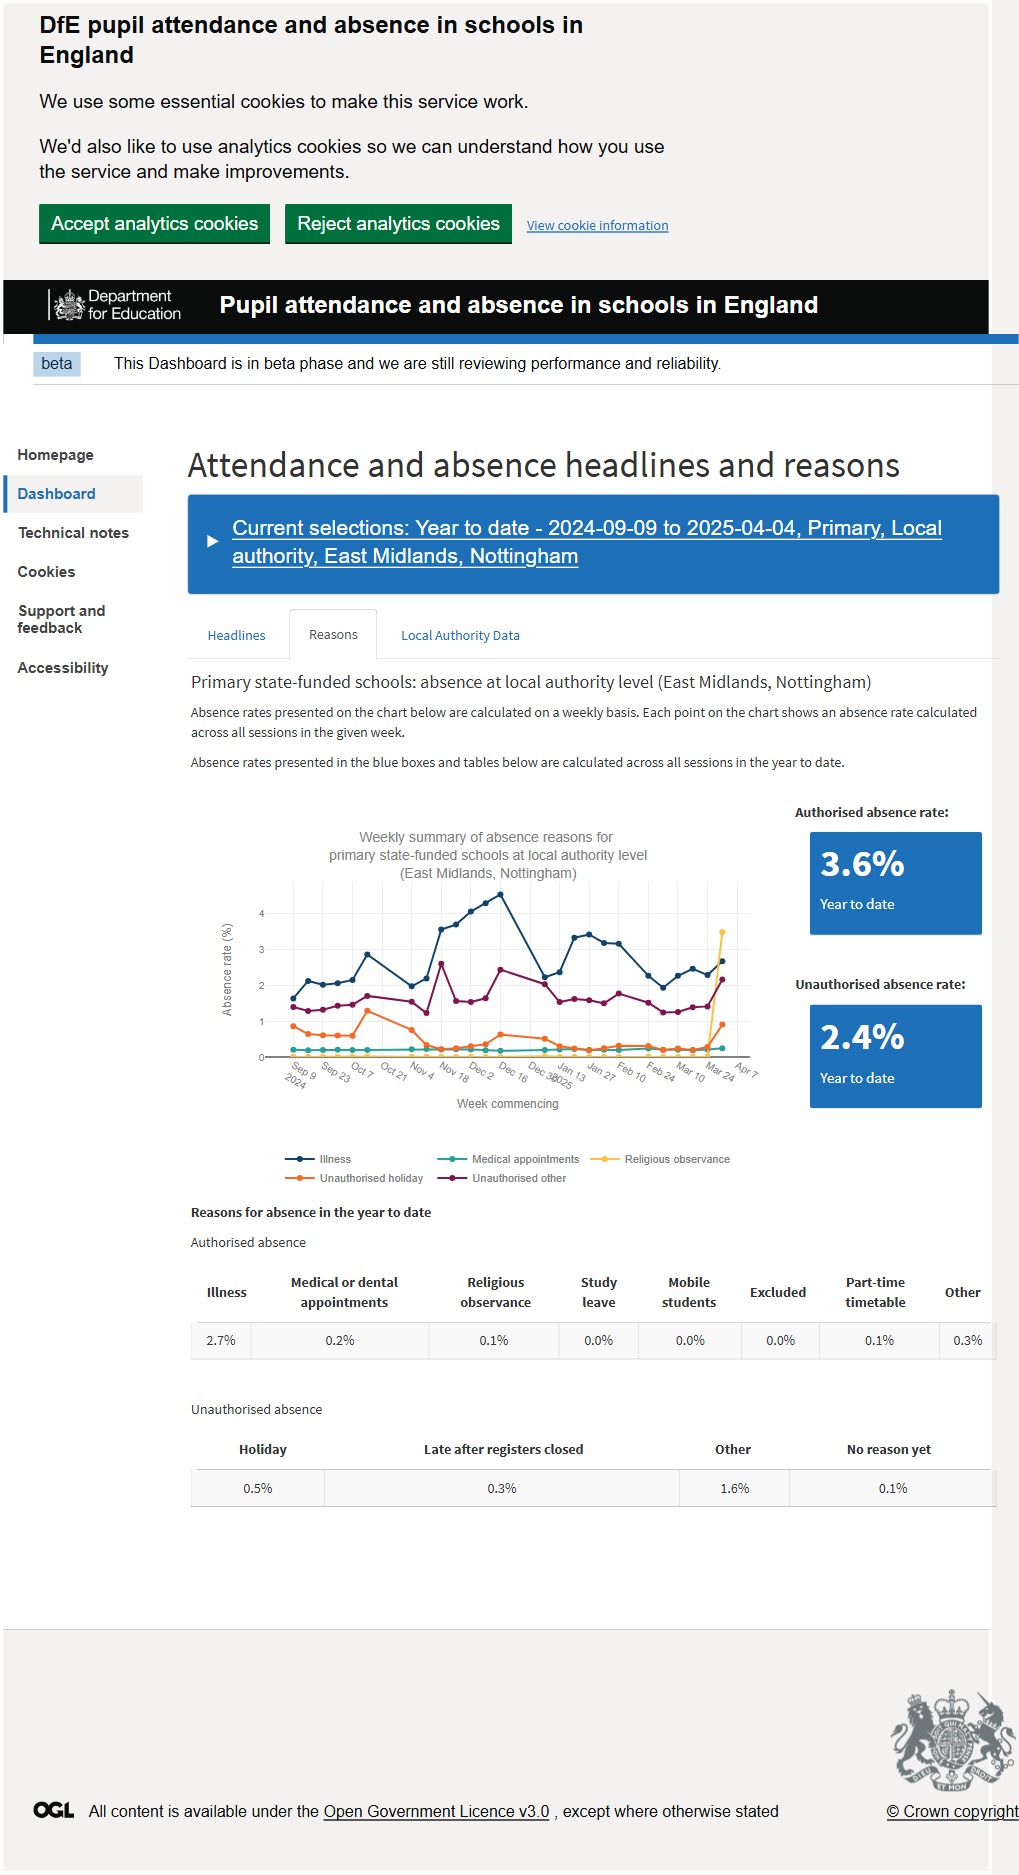 DfE pupil attendance and absence in schools in
England
We use some essential cookies to make this service work.
We'd also like to use analytics cookies so we can understand how you use
the service and make improvements.
Accept analytics cookies
Reject analytics cookies
View cookie information
Department
for Education
Pupil attendance and absence in schools in England
beta
This Dashboard is in beta phase and we are still reviewing performance and reliability.
Homepage
Dashboard
Technical notes
Cookies
Support and
feedback
Accessibility
Attendance and absence headlines and reasons
Current selections: Year to date - 2024-09-09 to 2025-04-04, Primary, Local
authority, East Midlands, Nottingham
Headlines
Reasons
Local Authority Data
Primary state-funded schools: absence at local authority level (East Midlands, Nottingham)
Absence rates presented on the chart below are calculated on a weekly basis. Each point on the chart shows an absence rate calculated
across all sessions in the given week.
Absence rates presented in the blue boxes and tables below are calculated across all sessions in the year to date.
Weekly summary of absence reasons for
primary state-funded schools at local authority level
(East Midlands, Nottingham)
Absence rate (%)
4
3
2
1
0
Sep 9
2024
Sep 23
Oct 7
Oct 21
Nov 4
Nov 18
Dec 2
Dec 16
Dec 30
Jan 13
2025
Jan 27
Feb 10
Feb 24
Mar 10
Mar 24
Apr 7
Week commencing
Illness
Medical appointments
Religious observance
Unauthorised holiday
Unauthorised other
Authorised absence rate:
3.6%
Year to date
Unauthorised absence rate:
2.4%
Year to date
Reasons for absence in the year to date
Authorised absence
Illness
Medical or dental
appointments
Religious
observance
Study
leave
Mobile
students
Excluded
Part-time
timetable
Other
2.7%
0.2%
0.1%
0.0%
0.0%
0.0%
0.1%
0.3%
Unauthorised absence
Holiday
Late after registers closed
Other
No reason yet
0.5%
0.3%
1.6%
0.1%
OGL
All content is available under the Open Government Licence v3.0 , except where otherwise stated
© Crown copyright